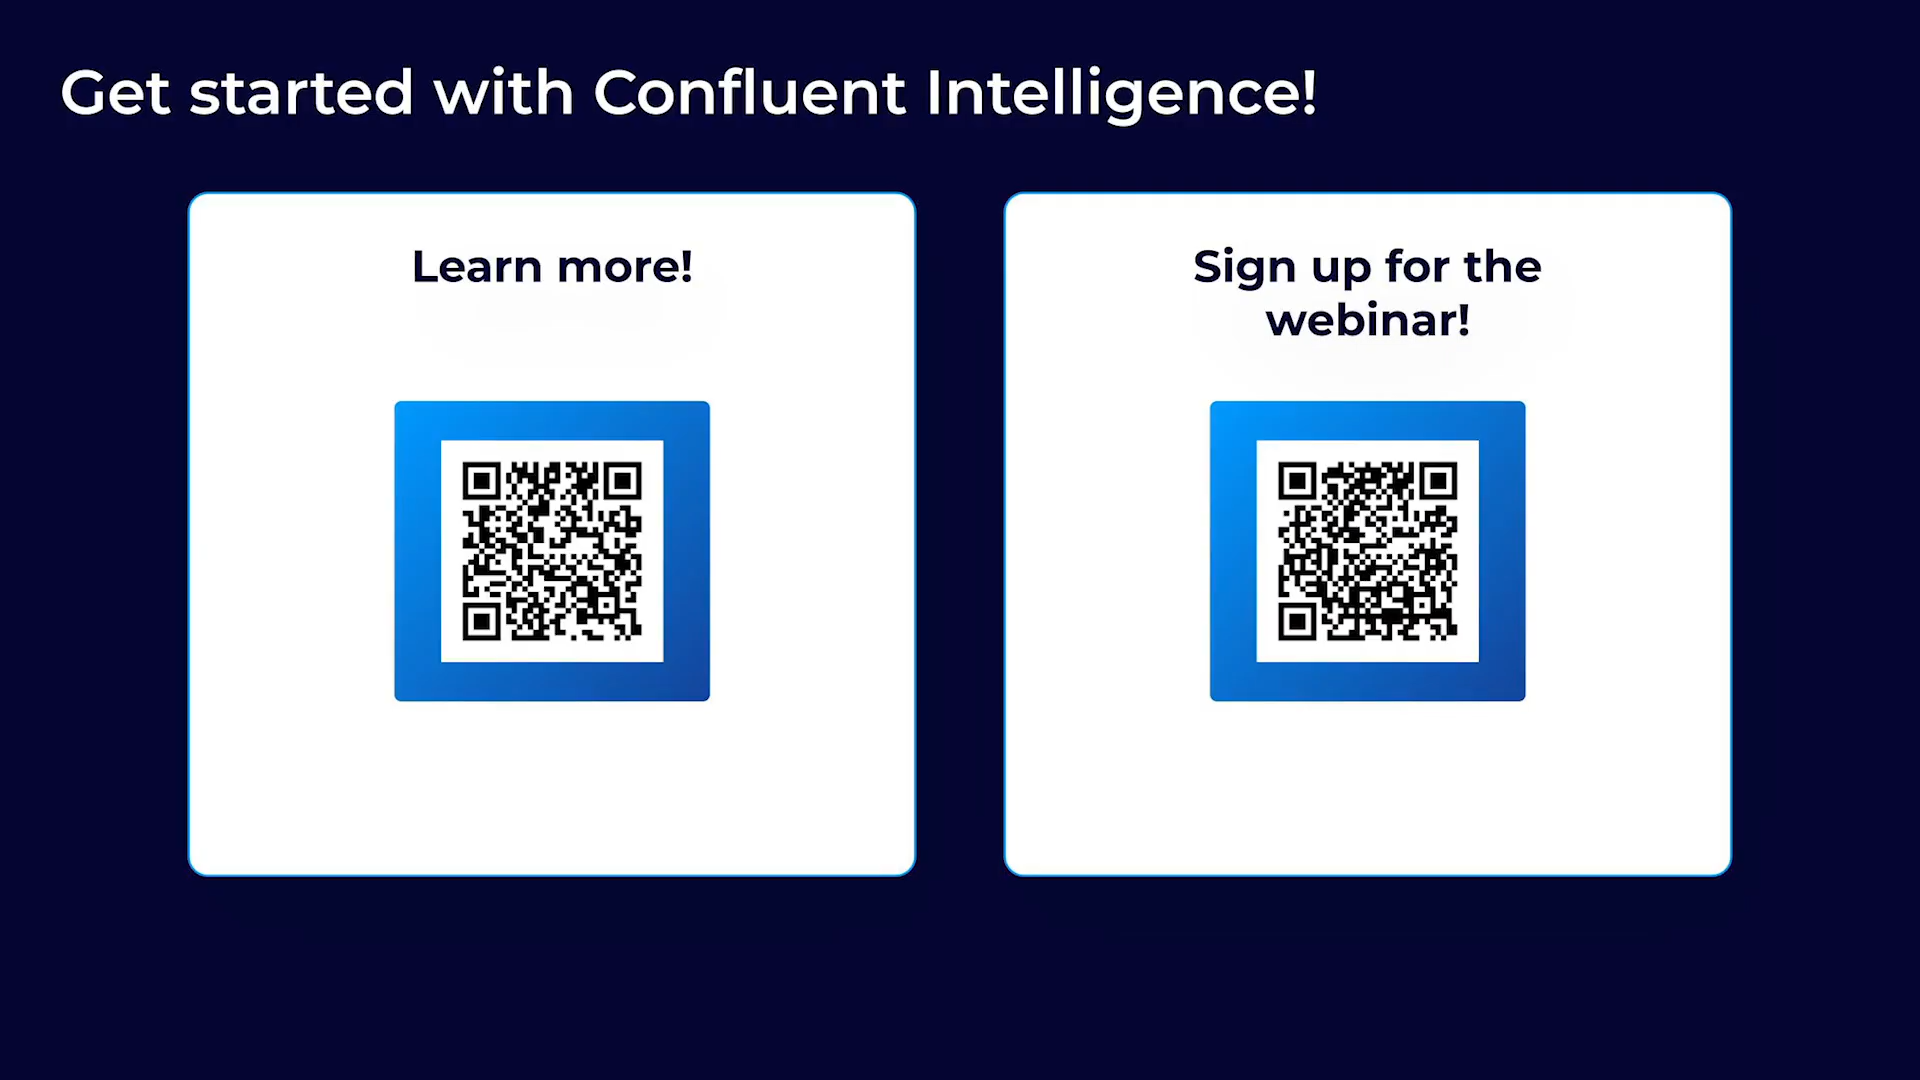 Get started with Confluent Intelligence!
Learn more!
Sign up for the
webinar!